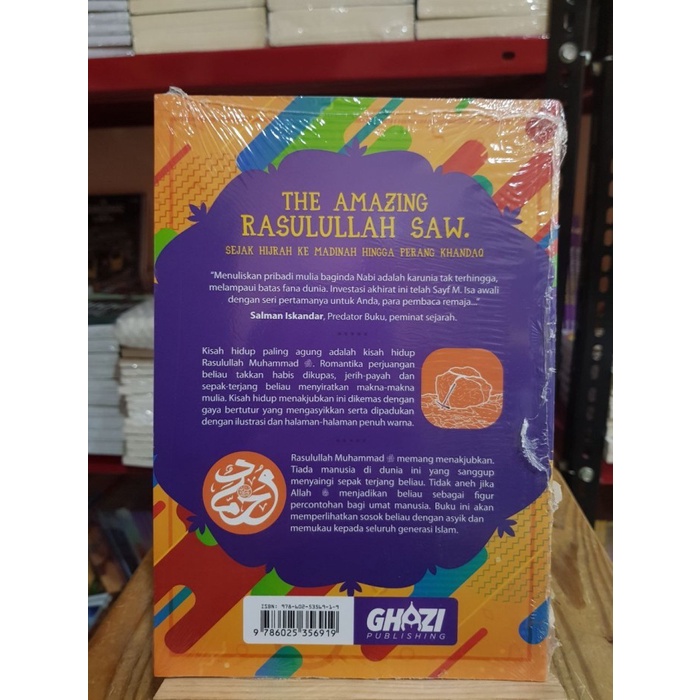 THE AMAZING
RASULULLAH SAW.
SEJAK HIJRAH KE MADINAH HINGGA PERANG KHANDAQ
"Menuliskan pribadi mulia baginda Nabi adalah karunia tak terhingga,
melampaui batas fana dunia. Investasi akhirat ini telah Sayf M. Isa awali
dengan seri pertamanya untuk Anda, para pembaca remaja..."
Salman Iskandar, Predator Buku, peminat sejarah.
Kisah hidup paling agung adalah kisah hidup
Rasulullah Muhammad ﷺ. Romantika perjuangan
beliau takkan habis dikupas, jerih-payah dan
sepak-terjang beliau menyiratkan makna-makna
mulia. Kisah hidup menakjubkan ini dikemas dengan
gaya bertutur yang mengasyikkan serta dipadukan
dengan ilustrasi dan halaman-halaman penuh warna.
Rasulullah Muhammad ﷺ memang menakjubkan.
Tiada manusia di dunia ini yang sanggup
menyaingi sepak terjang beliau. Tidak aneh jika
Allah menjadikan beliau sebagai figur
percontohan bagi umat manusia. Buku ini akan
memperlihatkan sosok beliau dengan asyik dan
memukau kepada seluruh generasi Islam.
محمد
ISBN: 978-602-53569-1-9
9 786025 356919
GHAZI
PUBLISHING